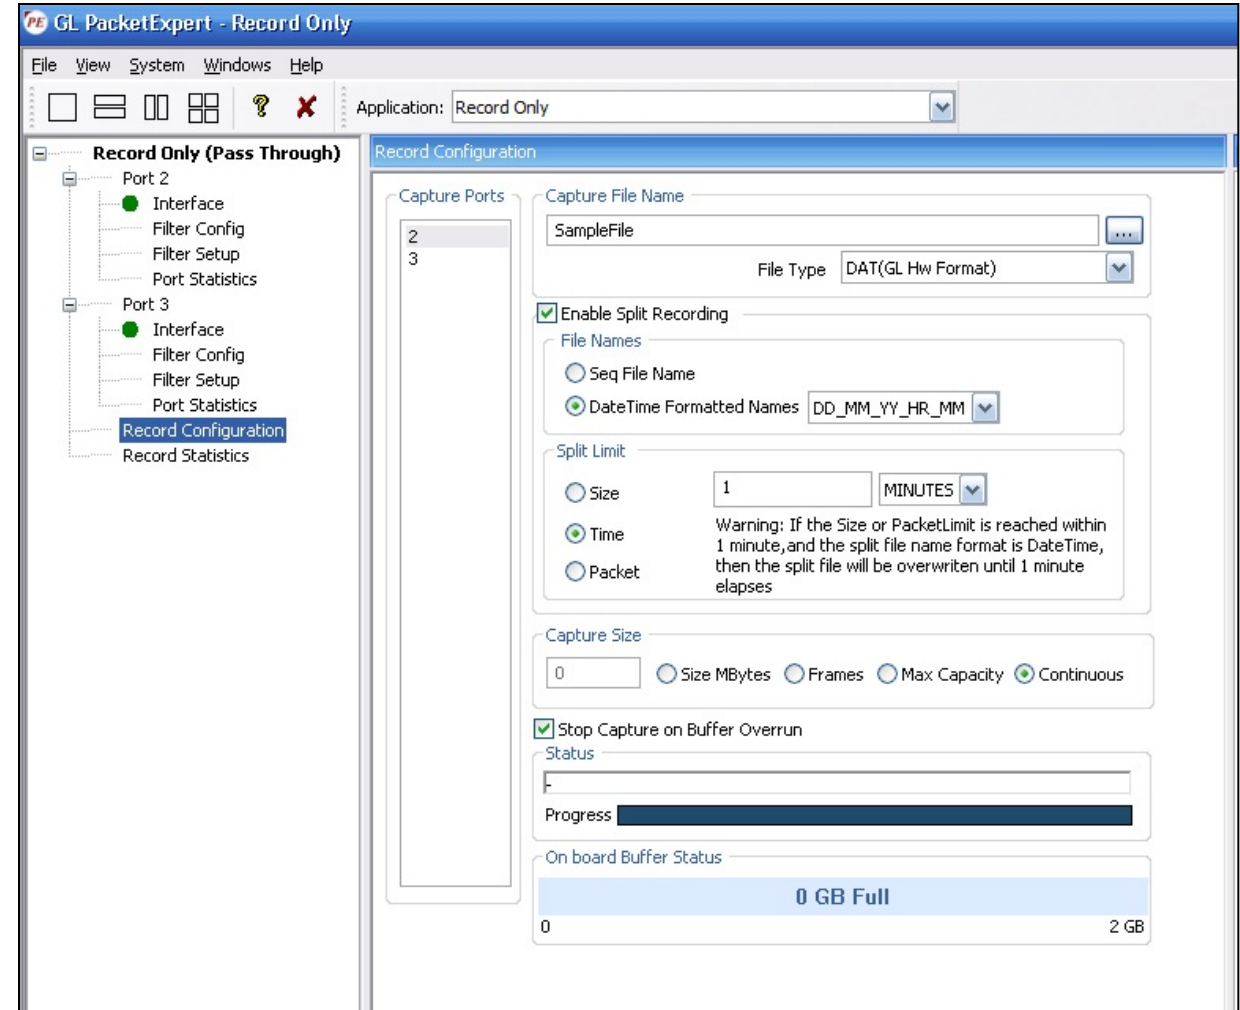 PE GL PacketExpert - Record Only
File View System Windows Help
? Application: Record Only
Record Only (Pass Through)
Port 2
Interface
Filter Config
Filter Setup
Port Statistics
Port 3
Interface
Filter Config
Filter Setup
Port Statistics
Record Configuration
Record Statistics
Record Configuration
Capture Ports
2
3
Capture File Name
SampleFile
...
File Type DAT(GL Hw Format)
Enable Split Recording
File Names
Seq File Name
DateTime Formatted Names DD_MM_YY_HR_MM
Split Limit
Size 1 MINUTES
Time
Packet
Warning: If the Size or PacketLimit is reached within
1 minute,and the split file name format is DateTime,
then the split file will be overwriten until 1 minute
elapses
Capture Size
0 Size MBytes Frames Max Capacity Continuous
Stop Capture on Buffer Overrun
Status
-
Progress
On board Buffer Status
0 GB Full
0 2 GB